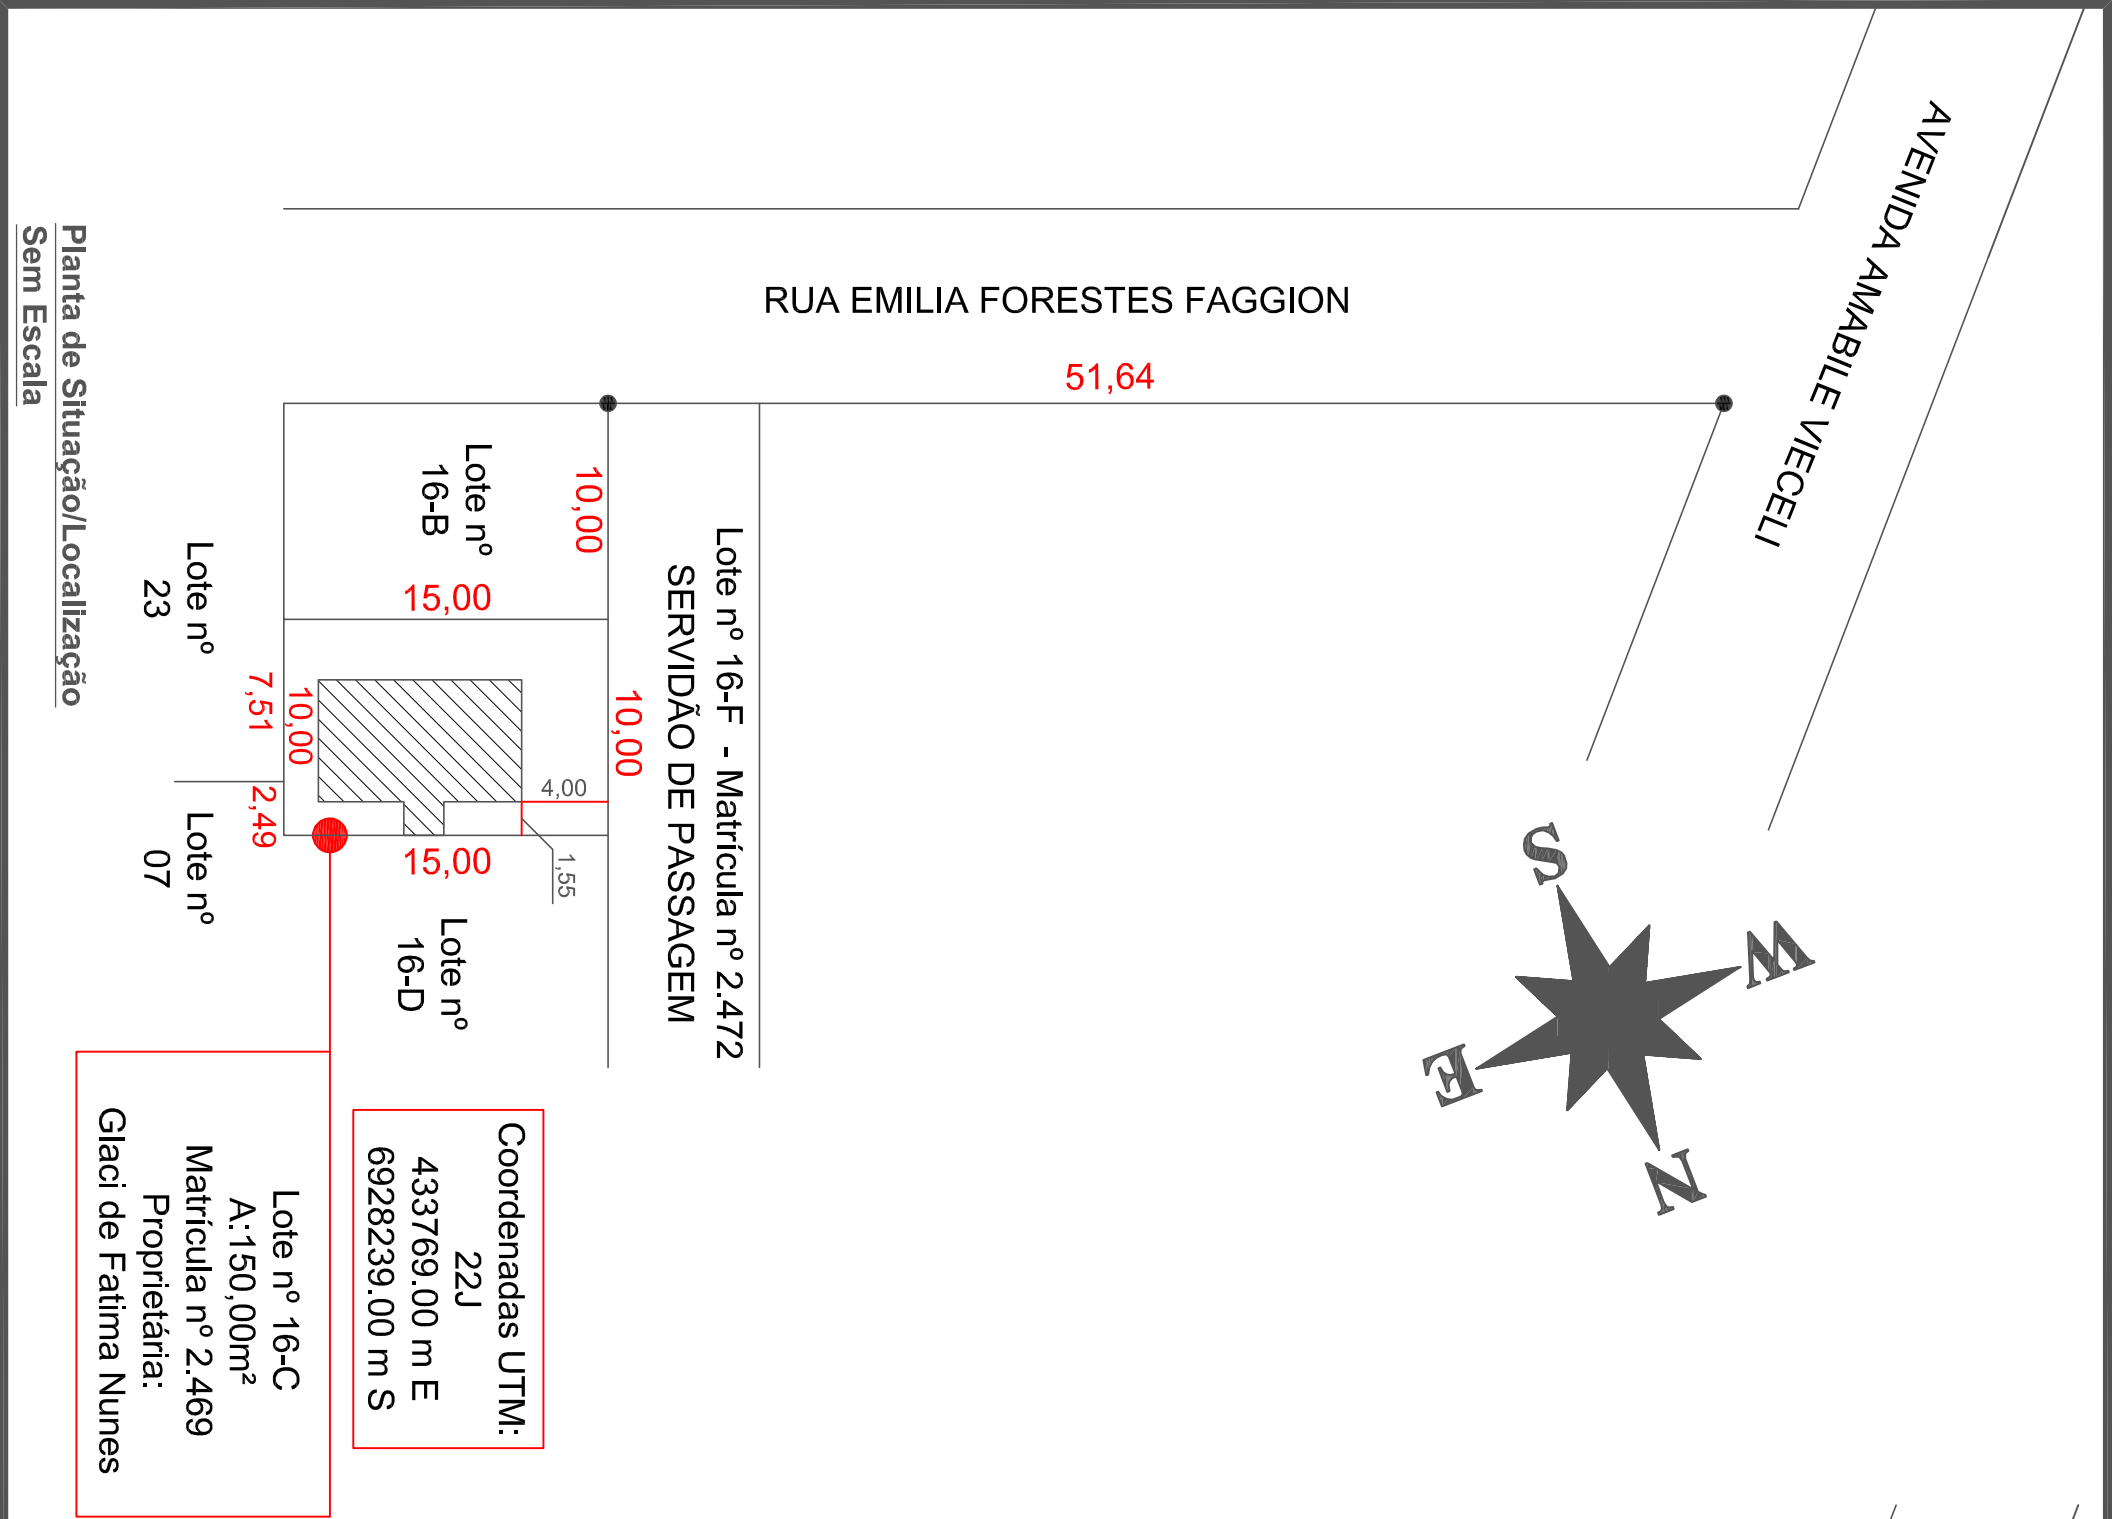 AVENIDA AMABILE VIECELI
RUA EMILIA FORESTES FAGGION
51,64
Lote nº 16-F - Matrícula nº 2.472
SERVIDÃO DE PASSAGEM
10,00
Lote nº
16-B
15,00
10,00
10,00
7,51
2,49
4,00
1,55
15,00
Lote nº
16-D
Lote nº
23
Lote nº
07
S
W
E
N
Coordenadas UTM:
22J
433769.00 m E
6928239.00 m S
Lote nº 16-C
A:150,00m²
Matrícula nº 2.469
Proprietária:
Glaci de Fatima Nunes
Planta de Situação/Localização
Sem Escala